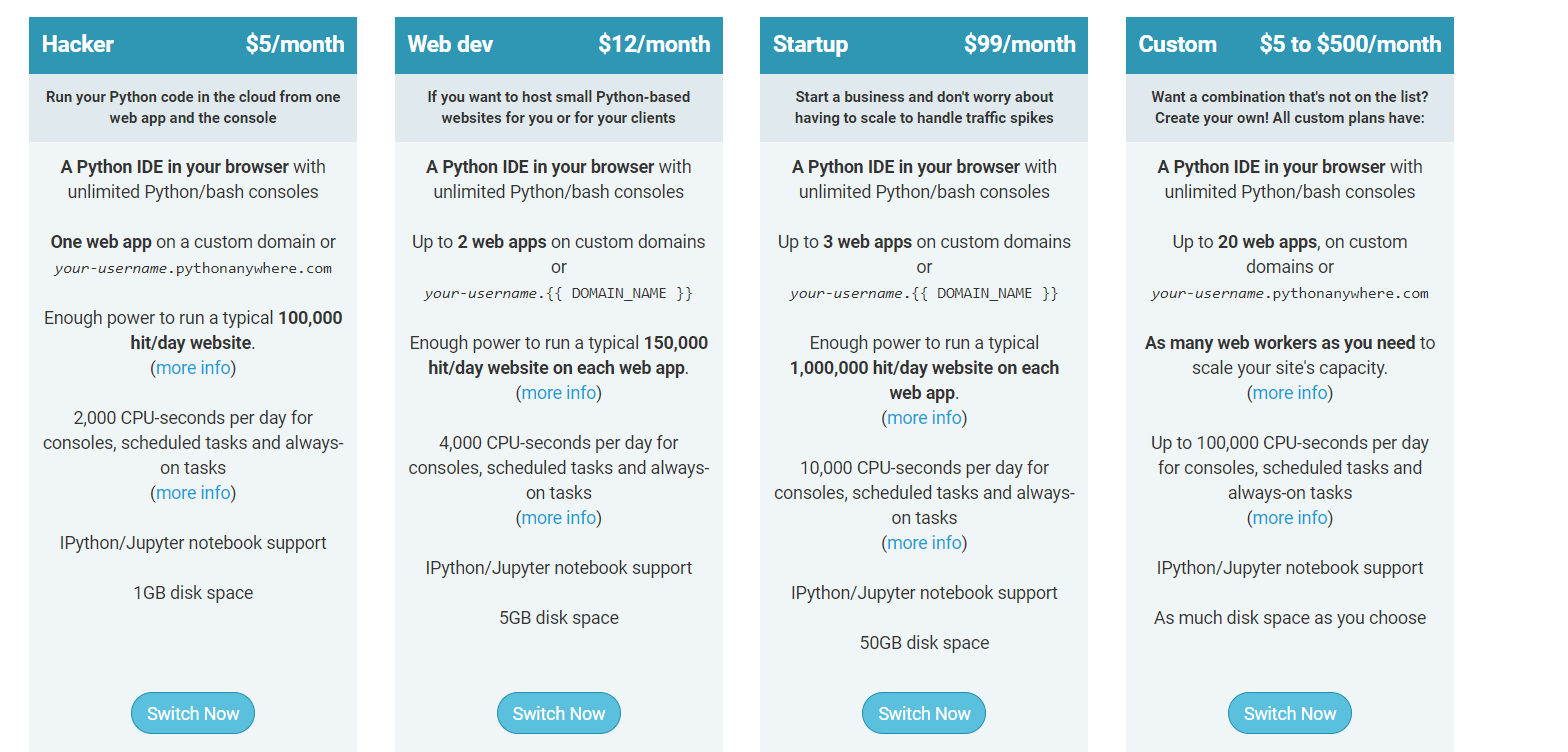 Hacker $5/month
Run your Python code in the cloud from one
web app and the console
A Python IDE in your browser with
unlimited Python/bash consoles
One web app on a custom domain or
your-username.pythonanywhere.com
Enough power to run a typical 100,000
hit/day website.
(more info)
2,000 CPU-seconds per day for
consoles, scheduled tasks and always-
on tasks
(more info)
IPython/Jupyter notebook support
1GB disk space
Switch Now
Web dev $12/month
If you want to host small Python-based
websites for you or for your clients
A Python IDE in your browser with
unlimited Python/bash consoles
Up to 2 web apps on custom domains
or
your-username.{{ DOMAIN_NAME }}
Enough power to run a typical 150,000
hit/day website on each web app.
(more info)
4,000 CPU-seconds per day for
consoles, scheduled tasks and always-
on tasks
(more info)
IPython/Jupyter notebook support
5GB disk space
Switch Now
Startup $99/month
Start a business and don't worry about
having to scale to handle traffic spikes
A Python IDE in your browser with
unlimited Python/bash consoles
Up to 3 web apps on custom domains
or
your-username.{{ DOMAIN_NAME }}
Enough power to run a typical
1,000,000 hit/day website on each
web app.
(more info)
10,000 CPU-seconds per day for
consoles, scheduled tasks and always-
on tasks
(more info)
IPython/Jupyter notebook support
50GB disk space
Switch Now
Custom $5 to $500/month
Want a combination that's not on the list?
Create your own! All custom plans have:
A Python IDE in your browser with
unlimited Python/bash consoles
Up to 20 web apps, on custom
domains or
your-username.pythonanywhere.com
As many web workers as you need to
scale your site's capacity.
(more info)
Up to 100,000 CPU-seconds per day
for consoles, scheduled tasks and
always-on tasks
(more info)
IPython/Jupyter notebook support
As much disk space as you choose
Switch Now